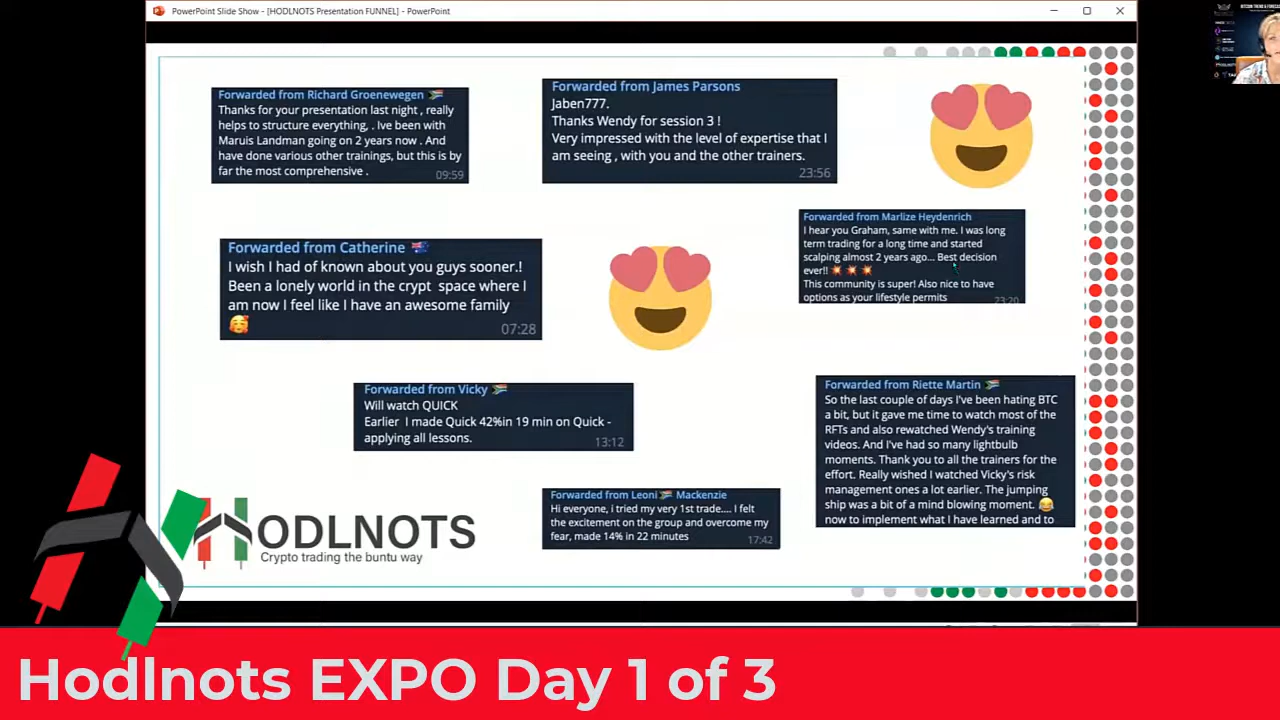 PowerPoint Slide Show - [HODLNOTS Presentation FUNNEL] - PowerPoint
Forwarded from Richard Groenewegen
Thanks for your presentation last night , really
helps to structure everything, . Ive been with
Maruis Landman going on 2 years now . And
have done various other trainings, but this is by
far the most comprehensive .
09:59
Forwarded from James Parsons
Jaben777.
Thanks Wendy for session 3 !
Very impressed with the level of expertise that I
am seeing , with you and the other trainers.
23:56
Forwarded from Catherine
I wish I had of known about you guys sooner.!
Been a lonely world in the crypt space where I
am now I feel like I have an awesome family
07:28
Forwarded from Marlize Heydenrich
I hear you Graham, same with me. I was long
term trading for a long time and started
scalping almost 2 years ago... Best decision
ever!!
This community is super! Also nice to have
options as your lifestyle permits
23:20
Forwarded from Vicky
Will watch QUICK
Earlier I made Quick 42%in 19 min on Quick -
applying all lessons.
13:12
Forwarded from Riette Martin
So the last couple of days I've been hating BTC
a bit, but it gave me time to watch most of the
RFTs and also rewatched Wendy's training
videos. And I've had so many lightbulb
moments. Thank you to all the trainers for the
effort. Really wished I watched Vicky's risk
management ones a lot earlier. The jumping
ship was a bit of a mind blowing moment.
now to implement what I have learned and to
Forwarded from Leoni Mackenzie
Hi everyone, i tried my very 1st trade.... I felt
the excitement on the group and overcome my
fear, made 14% in 22 minutes
17:42
HODLNOTS
Crypto trading the buntu way
Hodlnots EXPO Day 1 of 3